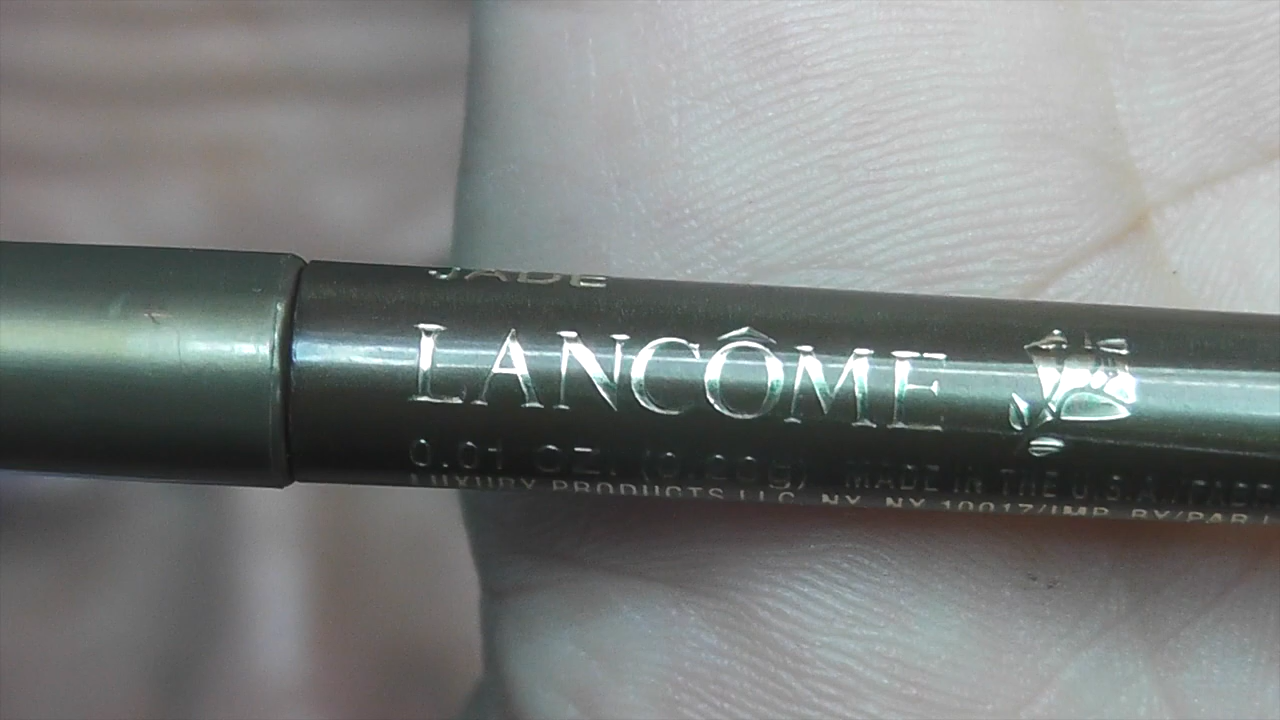 JADE
LANCÔME
0.01 OZ. (0.28g) MADE IN THE U.S.A./FABR
LUXURY PRODUCTS LLC, NY, NY 10017/IMP. BY/PAR L